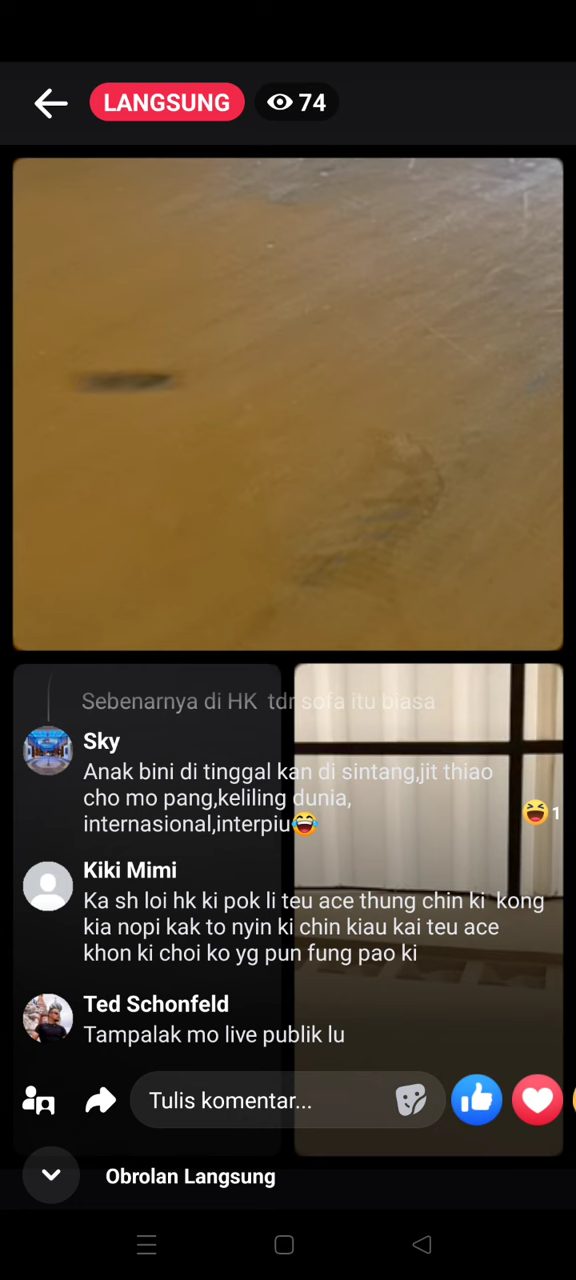 LANGSUNG 74
Sebenarnya di HK tdr sofa itu biasa
Sky
Anak bini di tinggal kan di sintang,jit thiao
cho mo pang,keliling dunia,
internasional,interpiu😂
😆 1
Kiki Mimi
Ka sh loi hk ki pok li teu ace thung chin ki kong
kia nopi kak to nyin ki chin kiau kai teu ace
khon ki choi ko yg pun fung pao ki
Ted Schonfeld
Tampalak mo live publik lu
Tulis komentar...
Obrolan Langsung